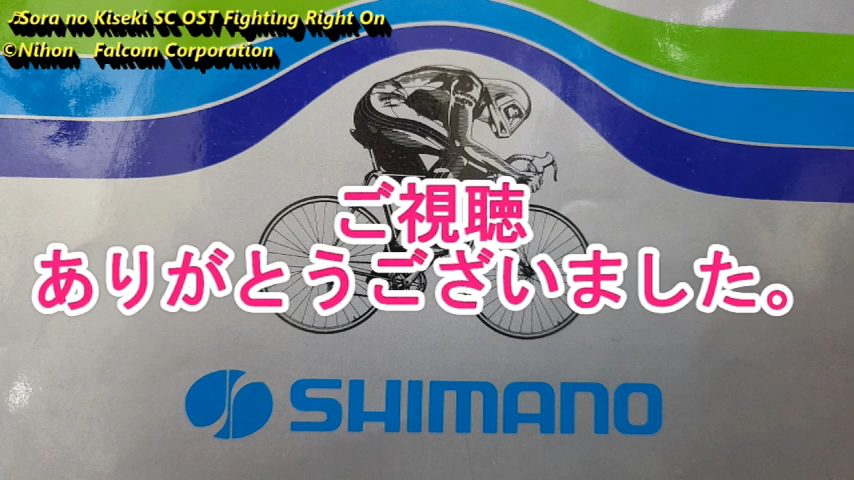 ♬Sora no Kiseki SC OST Fighting Right On
©Nihon Falcom Corporation
ご視聴
ありがとうございました。
SHIMANO